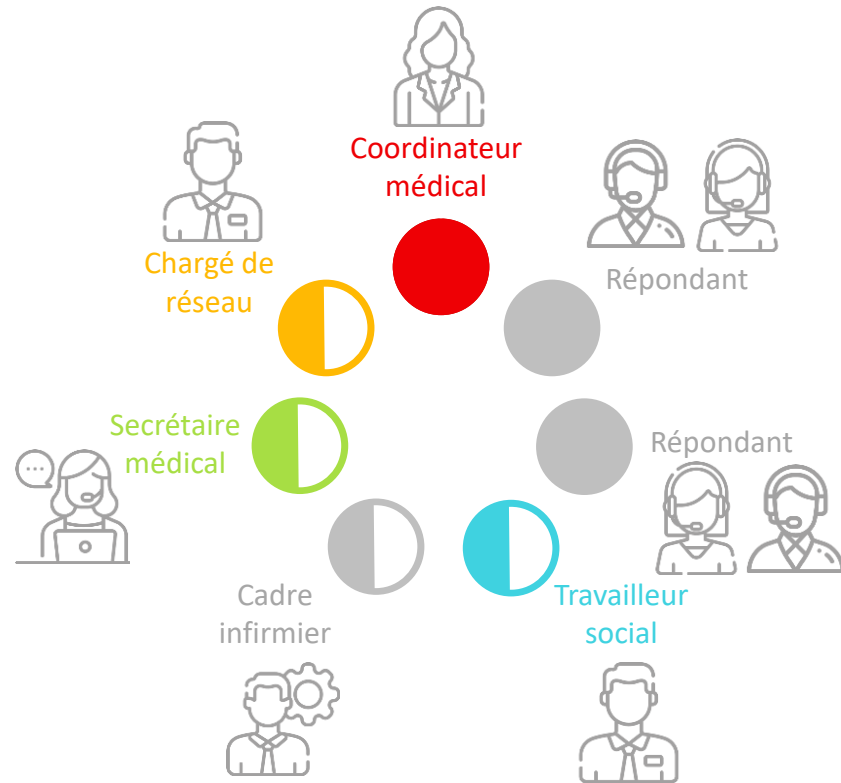 Coordinateur
médical
Chargé de
réseau
Répondant
Secrétaire
médical
Répondant
Cadre
infirmier
Travailleur
social